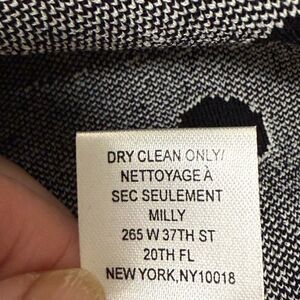 DRY CLEAN ONLY/
NETTOYAGE À
SEC SEULEMENT
MILLY
265 W 37TH ST
20TH FL
NEW YORK,NY10018